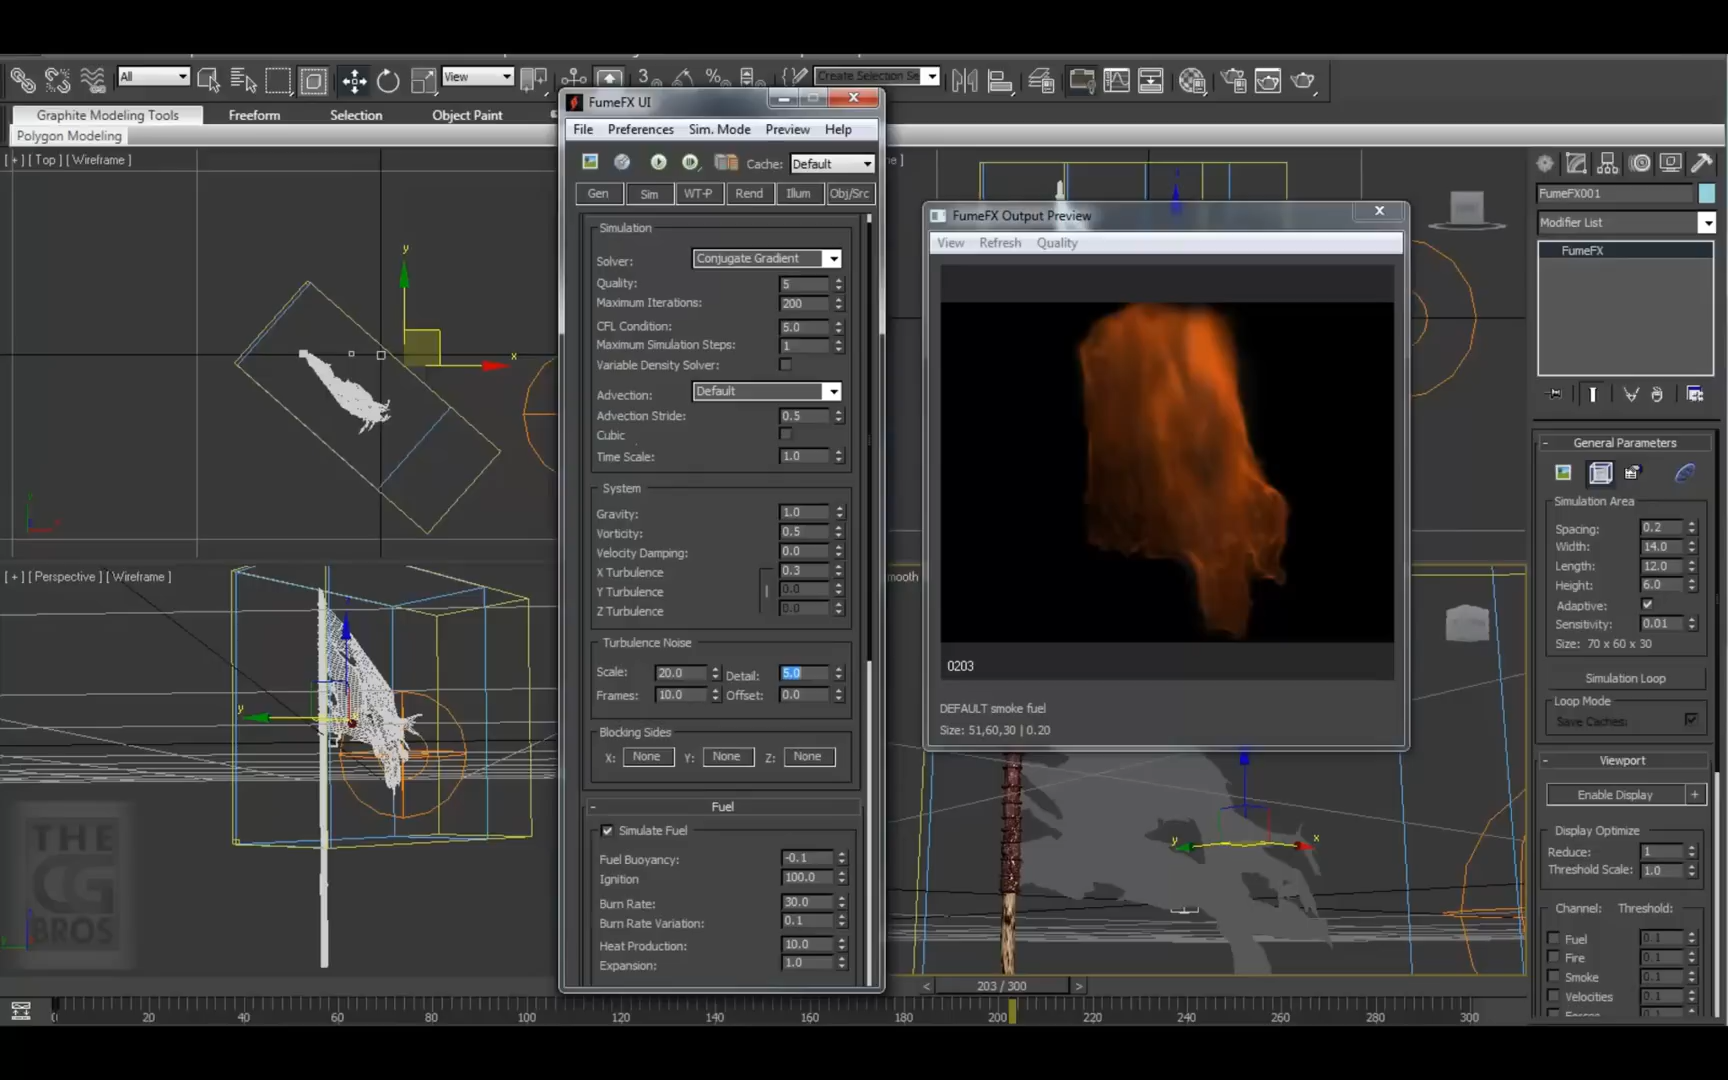 All
View
Create Selection Se
Graphite Modeling Tools
Freeform
Selection
Object Paint
Polygon Modeling
[ + ] [ Top ] [ Wireframe ]
FumeFX UI
File Preferences Sim. Mode Preview Help
Cache: Default
Gen Sim WT-P Rend Illum Obj/Src
Simulation
Solver: Conjugate Gradient
Quality: 5
Maximum Iterations: 200
CFL Condition: 5.0
Maximum Simulation Steps: 1
Variable Density Solver:
Advection: Default
Advection Stride: 0.5
Cubic
Time Scale: 1.0
System
Gravity: 1.0
Vorticity: 0.5
Velocity Damping: 0.0
X Turbulence 0.3
Y Turbulence 0.0
Z Turbulence 0.0
Turbulence Noise
Scale: 20.0 Detail: 5.0
Frames: 10.0 Offset: 0.0
Blocking Sides
X: None Y: None Z: None
Fuel
Simulate Fuel
Fuel Buoyancy: -0.1
Ignition 100.0
Burn Rate: 30.0
Burn Rate Variation: 0.1
Heat Production: 10.0
Expansion: 1.0
FumeFX Output Preview
View Refresh Quality
0203
DEFAULT smoke fuel
Size: 51,60,30 | 0.20
FumeFX001
Modifier List
FumeFX
General Parameters
Simulation Area
Spacing: 0.2
Width: 14.0
Length: 12.0
Height: 6.0
Adaptive:
Sensitivity: 0.01
Size: 70 x 60 x 30
Simulation Loop
Loop Mode
Save Caches:
Viewport
Enable Display +
Display Optimize
Reduce: 1
Threshold Scale: 1.0
Channel: Threshold:
Fuel 0.1
Fire 0.1
Smoke 0.1
Velocities 0.1
[ + ] [ Perspective ] [ Wireframe ]
mooth
y
x
y
y
x
THE
CG
BROS
< 203 / 300 >
20 40 60 80 100 120 140 160 180 200 240 260 300